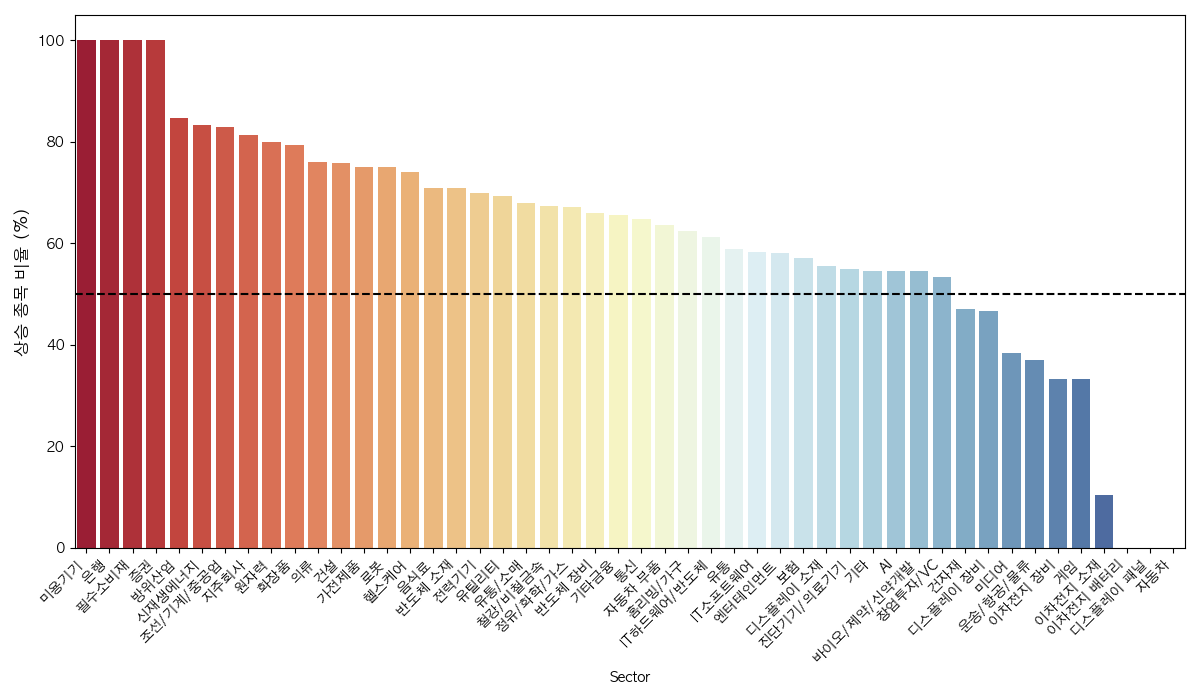 상승 종목 비율 (%)
100
80
60
40
20
0
미용기기
은행
필수소비재
증권
방위산업
신재생에너지
조선/기계/중공업
지주회사
원자력
화장품
의류
건설
가전제품
로봇
헬스케어
음식료
반도체 소재
전력기기
유틸리티
유통/소매
철강/비철금속
정유/화학/가스
반도체 장비
기타금융
통신
자동차 부품
홈리빙/가구
IT하드웨어/반도체
유통
IT소프트웨어
엔터테인먼트
보험
디스플레이 소재
진단기기/의료기기
기타
AI
바이오/제약/신약개발
창업투자/VC
건자재
디스플레이 장비
미디어
운송/항공/물류
이차전지 장비
게임
이차전지 소재
이차전지 배터리
디스플레이 패널
자동차
Sector